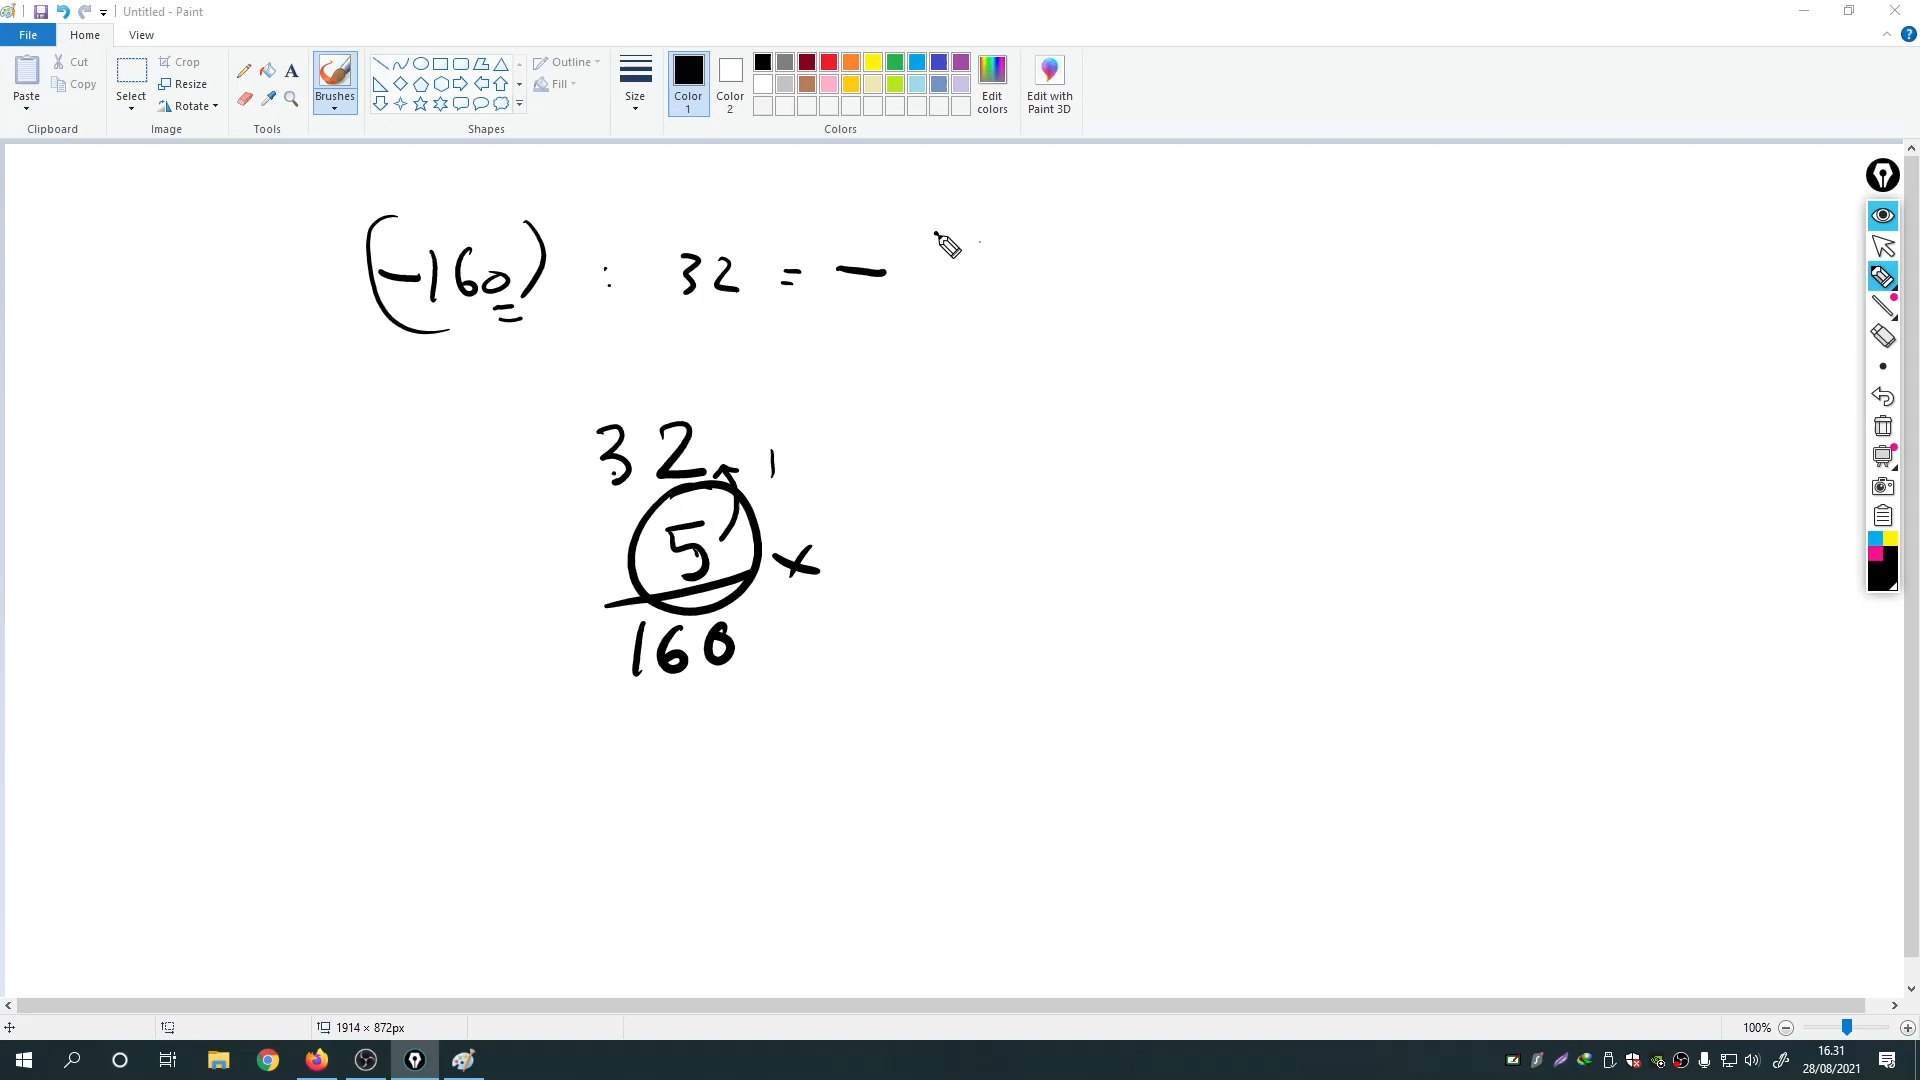 Untitled - Paint
File Home View
Paste
Cut
Copy
Clipboard
Select
Crop
Resize
Rotate
Image
Tools
Brushes
Shapes
Outline
Fill
Size
Color 1
Color 2
Edit colors
Colors
Edit with Paint 3D
(-160) : 32 = -
32 1
5 x
160
1914 × 872px
100%
16.31
28/08/2021